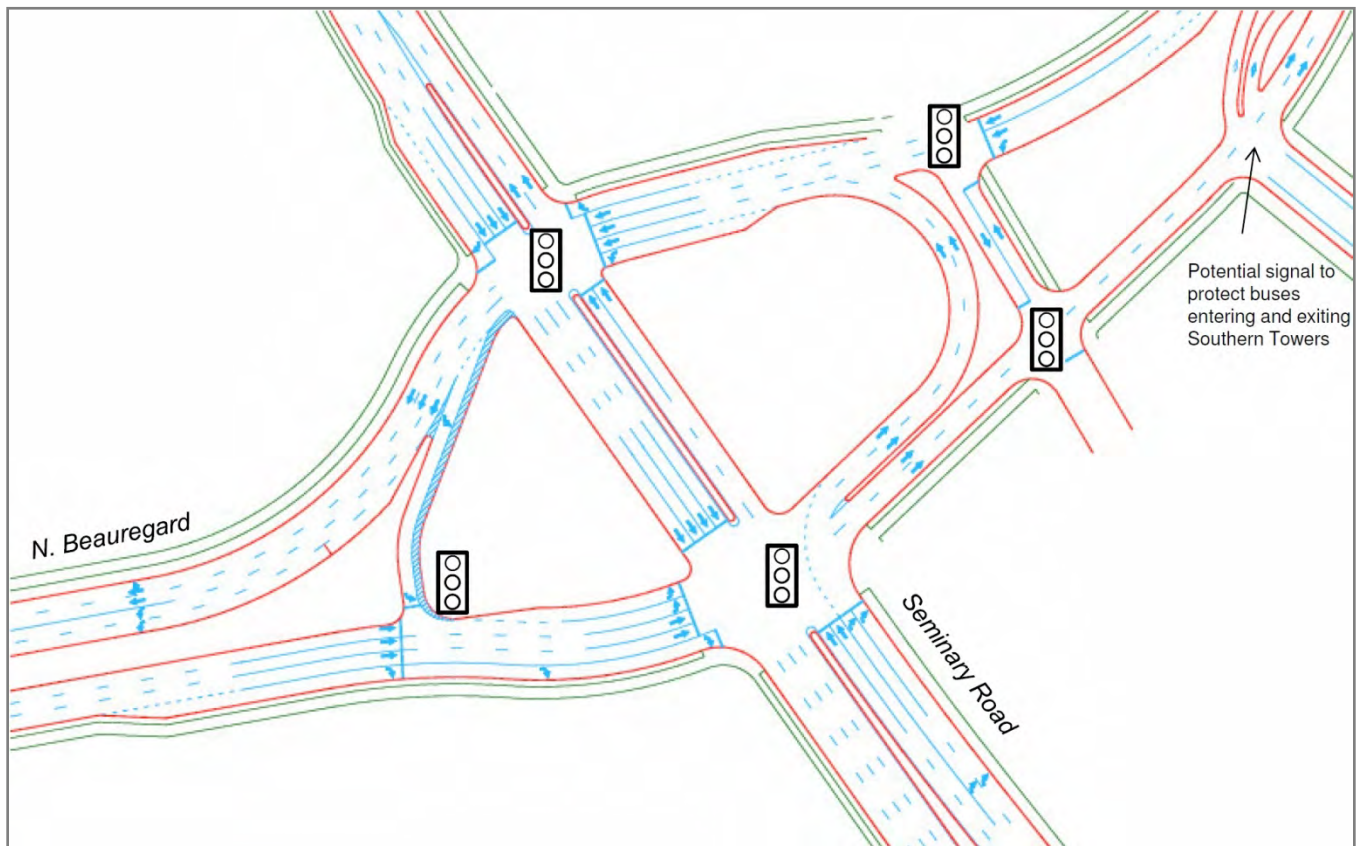 Potential signal to
protect buses
entering and exiting
Southern Towers
N. Beauregard
Seminary Road